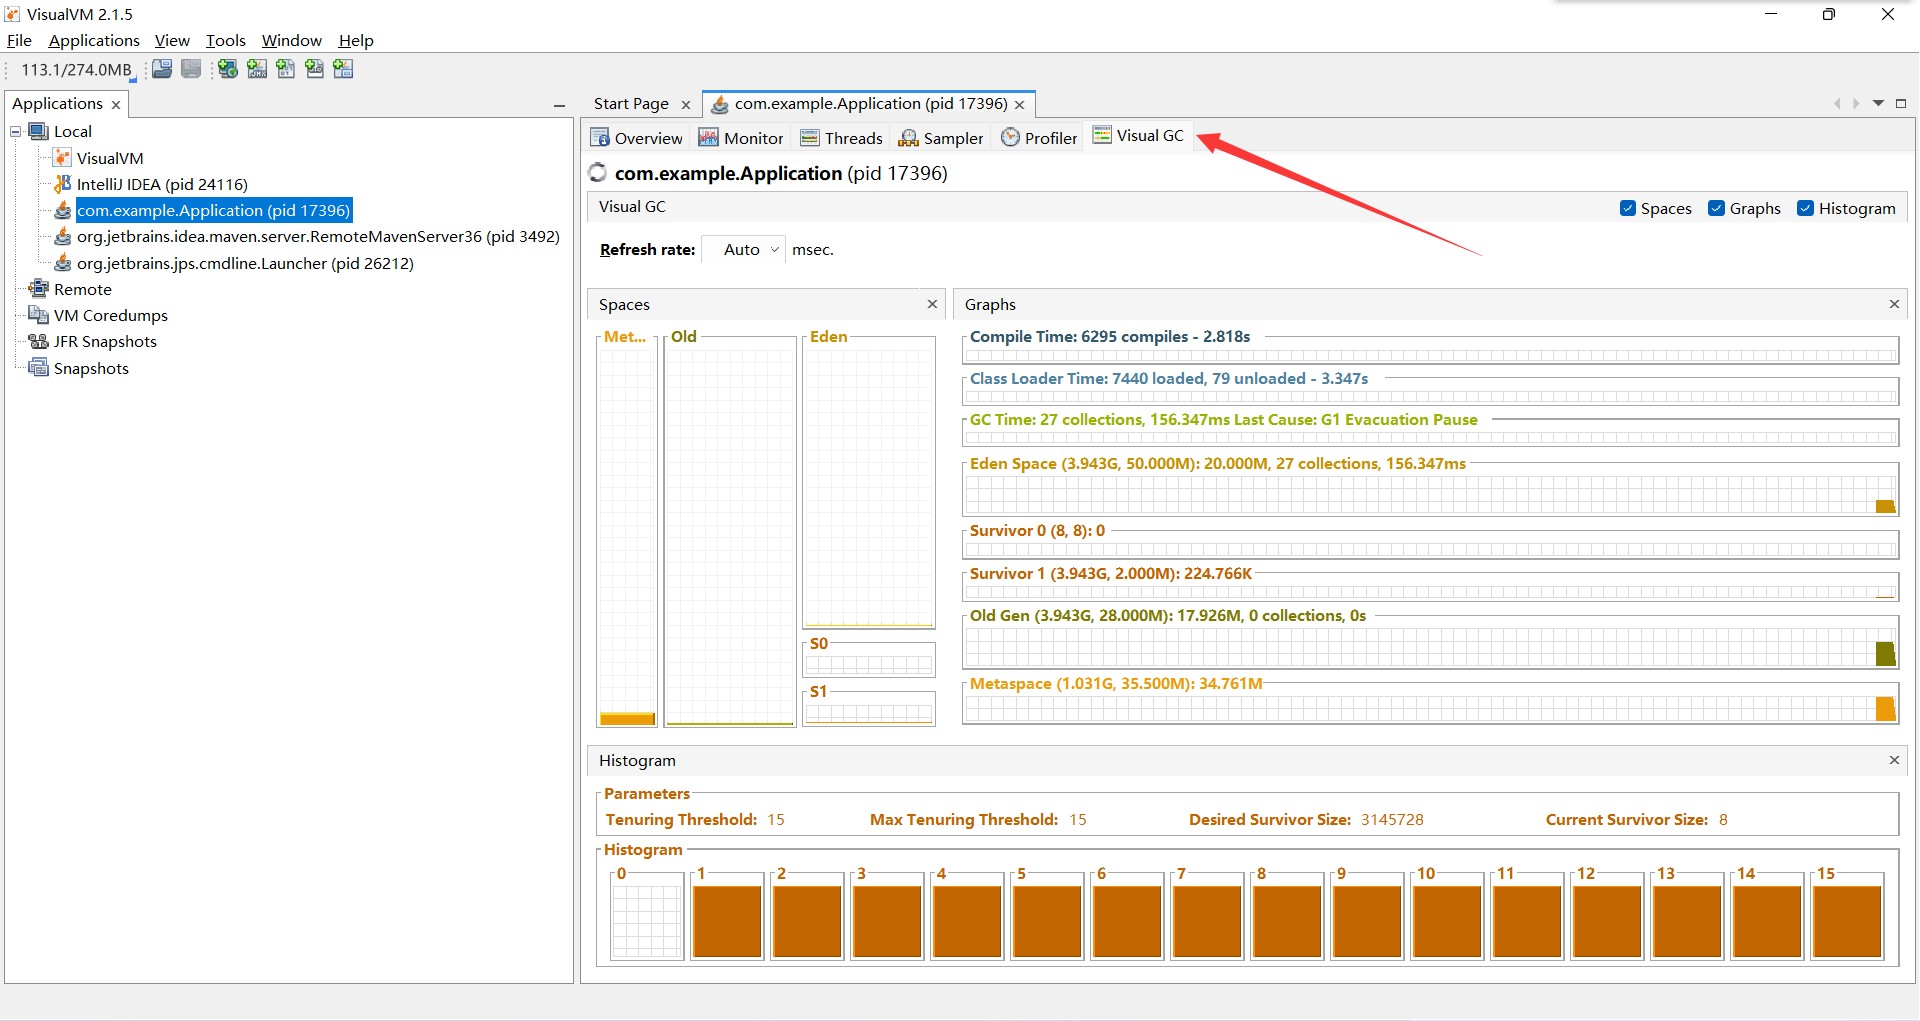 VisualVM 2.1.5
File Applications View Tools Window Help
113.1/274.0MB
Applications
Local
VisualVM
IntelliJ IDEA (pid 24116)
com.example.Application (pid 17396)
org.jetbrains.idea.maven.server.RemoteMavenServer36 (pid 3492)
org.jetbrains.jps.cmdline.Launcher (pid 26212)
Remote
VM Coredumps
JFR Snapshots
Snapshots
Start Page com.example.Application (pid 17396)
Overview Monitor Threads Sampler Profiler Visual GC
com.example.Application (pid 17396)
Visual GC Spaces Graphs Histogram
Refresh rate: Auto msec.
Spaces
Met... Old Eden
S0
S1
Graphs
Compile Time: 6295 compiles - 2.818s
Class Loader Time: 7440 loaded, 79 unloaded - 3.347s
GC Time: 27 collections, 156.347ms Last Cause: G1 Evacuation Pause
Eden Space (3.943G, 50.000M): 20.000M, 27 collections, 156.347ms
Survivor 0 (8, 8): 0
Survivor 1 (3.943G, 2.000M): 224.766K
Old Gen (3.943G, 28.000M): 17.926M, 0 collections, 0s
Metaspace (1.031G, 35.500M): 34.761M
Histogram
Parameters
Tenuring Threshold: 15 Max Tenuring Threshold: 15 Desired Survivor Size: 3145728 Current Survivor Size: 8
Histogram
0 1 2 3 4 5 6 7 8 9 10 11 12 13 14 15